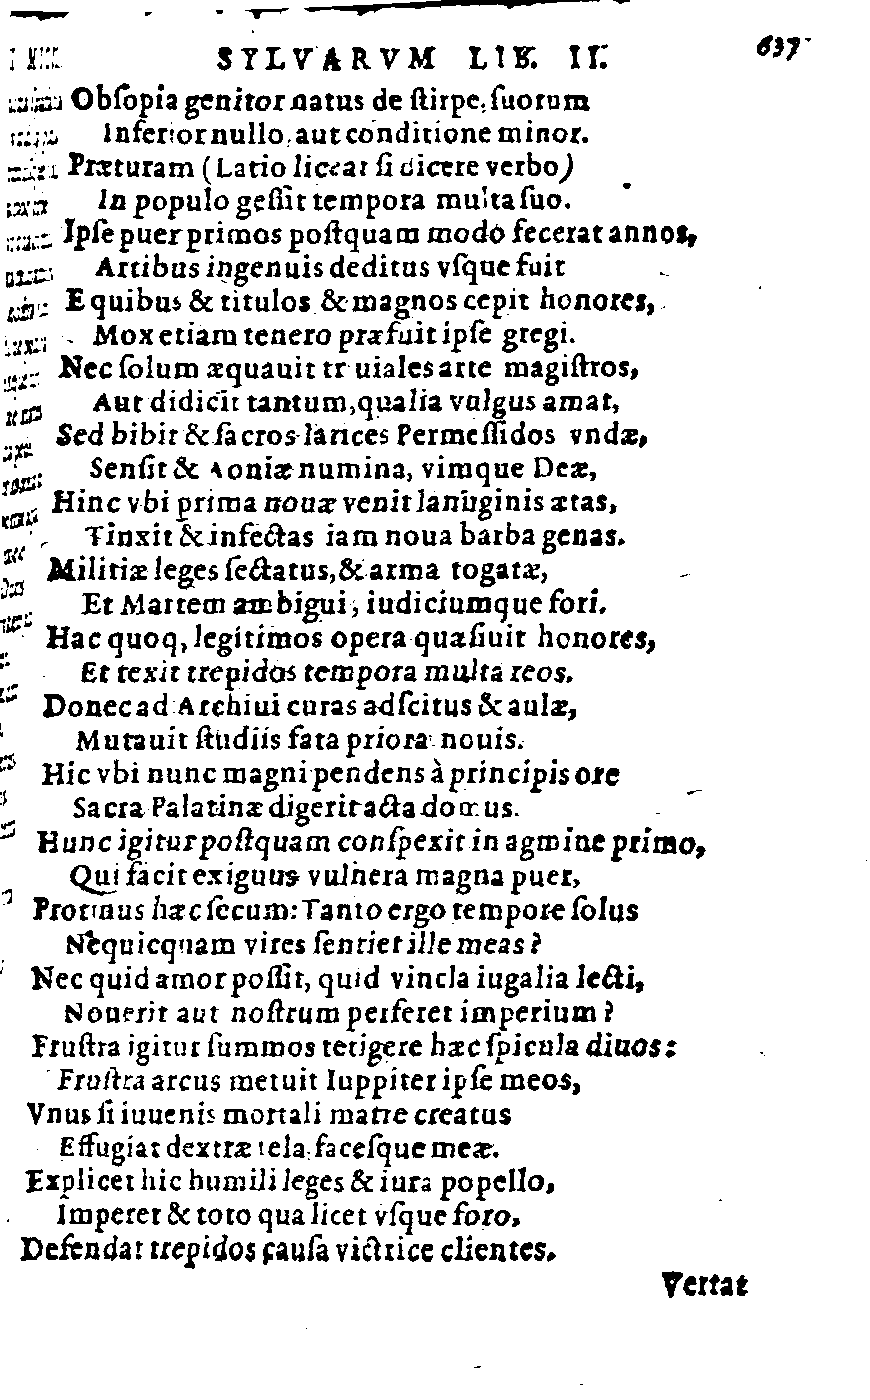 SYLVARVM LIB. II. 637
Obſopia genitor natus de ſtirpe, ſuorum
Inferior nullo, aut conditione minor.
Præturam (Latio liceat ſi dicere verbo)
In populo geſſit tempora multa ſuo.
Ipſe puer primos poſtquam modo fecerat annos,
Artibus ingenuis deditus vſque fuit
E quibus & titulos & magnos cepit honores,
Mox etiam tenero præfuit ipſe gregi.
Nec ſolum æquauit triuiales arte magiſtros,
Aut didicit tantum, qualia vulgus amat,
Sed bibit & ſacros lances Permeſſidos vndæ,
Senſit & Aoniæ numina, vimque Deæ,
Hinc vbi prima nouæ venit lanuginis ætas,
Tinxit & infectas iam noua barba genas.
Militiæ leges ſectatus, & arma togatæ,
Et Martem ambigui, iudiciumque fori.
Hac quoq, legitimos opera quæſiuit honores,
Et texit trepidos tempora multa reos.
Donec ad Archiui curas adſcitus & aulæ,
Mutauit ſtudiis fata priora nouis.
Hic vbi nunc magni pendens à principis ore
Sacra Palatinæ digerit acta domus.
Hunc igitur poſtquam conſpexit in agmine primo,
Qui facit exiguus vulnera magna puer,
Protinus hæc ſecum: Tanto ergo tempore ſolus
Nequicquam vires ſentiet ille meas?
Nec quid amor poſſit, quid vincla iugalia lecti,
Nouerit aut noſtrum perferet imperium?
Fruſtra igitur ſummos tetigere hæc ſpicula diuos:
Fruſtra arcus metuit Iuppiter ipſe meos,
Vnus ſi iuuenis mortali matre creatus
Effugiat dextræ tela, faceſque meæ.
Explicet hic humili leges & iura popello,
Imperet & toto qua licet vſque foro,
Defendat trepidos cauſa victrice clientes.
Vertat